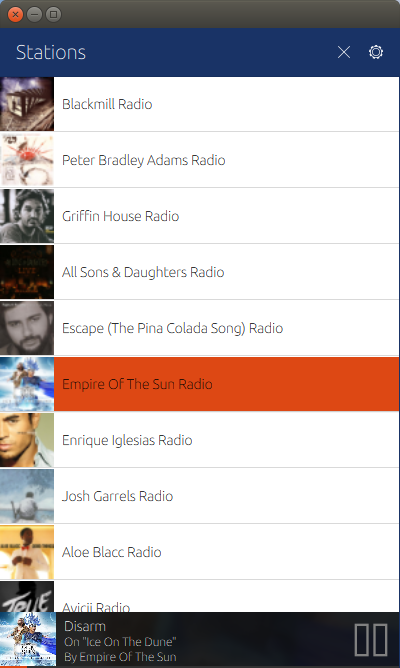 Stations
Blackmill Radio
Peter Bradley Adams Radio
Griffin House Radio
All Sons & Daughters Radio
Escape (The Pina Colada Song) Radio
Empire Of The Sun Radio
Enrique Iglesias Radio
Josh Garrels Radio
Aloe Blacc Radio
Avicii Radio
Disarm
On "Ice On The Dune"
By Empire Of The Sun